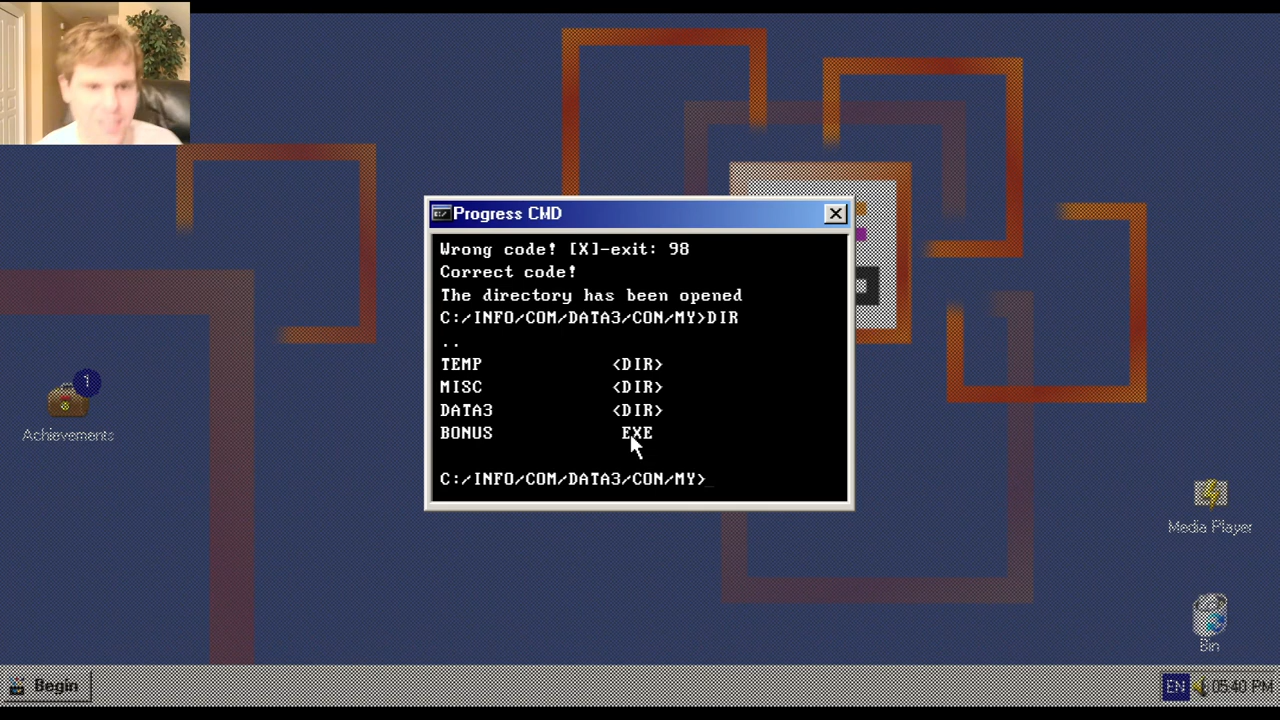 Progress CMD
Wrong code! [X]-exit: 98
Correct code!
The directory has been opened
C:/INFO/COM/DATA3/CON/MY>DIR
..
TEMP <DIR>
MISC <DIR>
DATA3 <DIR>
BONUS EXE
C:/INFO/COM/DATA3/CON/MY>_
1
Achievements
Media Player
Bin
Begin
EN 05:40 PM